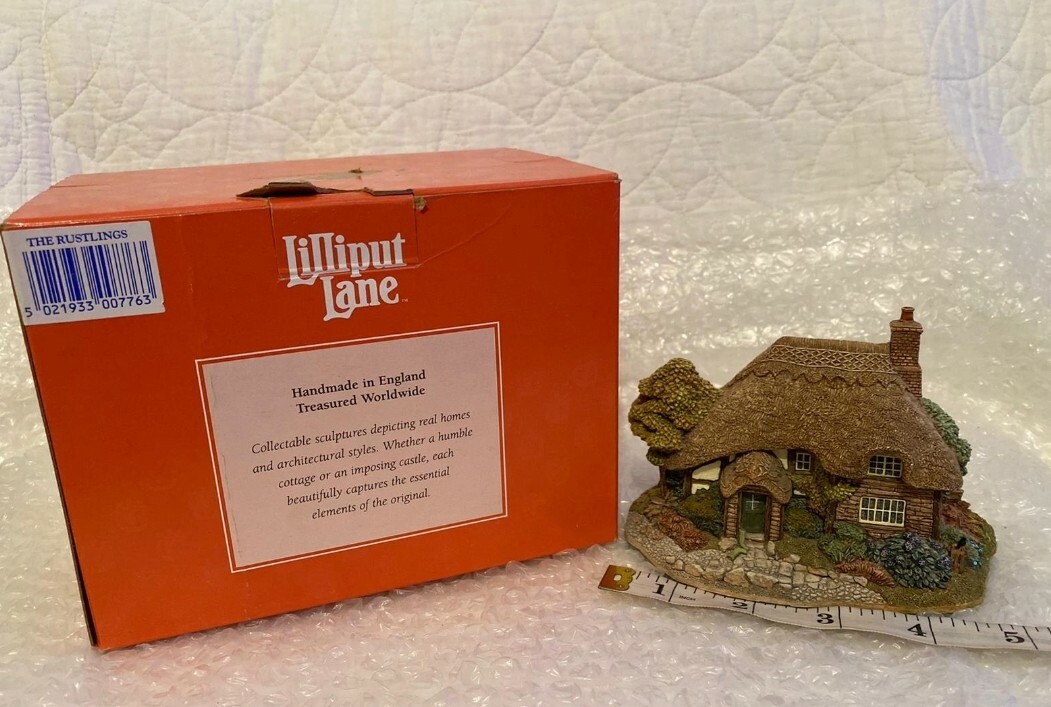 THE RUSTLINGS
5 021933 007763
Lilliput
Lane™
Handmade in England
Treasured Worldwide
Collectable sculptures depicting real homes
and architectural styles. Whether a humble
cottage or an imposing castle, each
beautifully captures the essential
elements of the original.
B 1 INCH 2 3 4 5